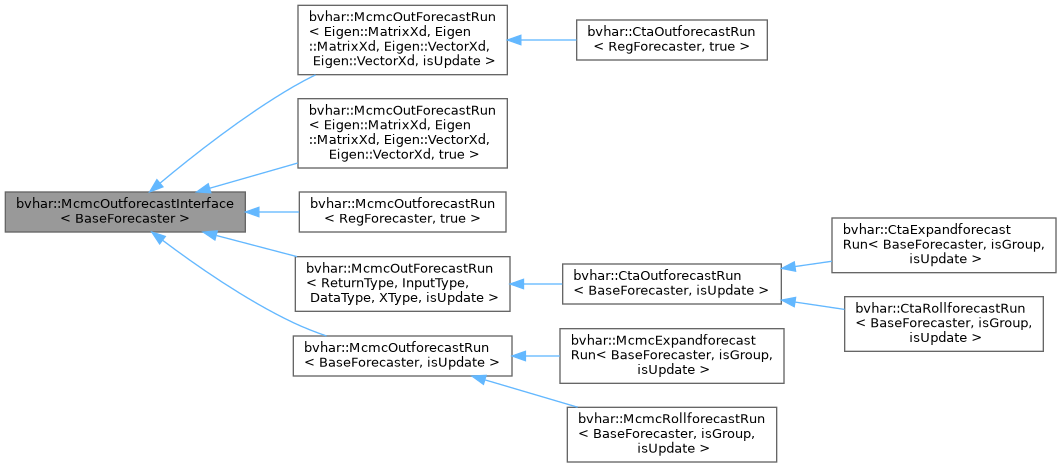 bvhar::McmcOutForecastRun
< Eigen::MatrixXd, Eigen
::MatrixXd, Eigen::VectorXd,
Eigen::VectorXd, isUpdate >
bvhar::CtaOutforecastRun
< RegForecaster, true >
bvhar::McmcOutForecastRun
< Eigen::MatrixXd, Eigen
::MatrixXd, Eigen::VectorXd,
Eigen::VectorXd, true >
bvhar::McmcOutforecastInterface
< BaseForecaster >
bvhar::McmcOutforecastRun
< RegForecaster, true >
bvhar::McmcOutForecastRun
< ReturnType, InputType,
DataType, XType, isUpdate >
bvhar::CtaOutforecastRun
< BaseForecaster, isUpdate >
bvhar::CtaExpandforecast
Run< BaseForecaster, isGroup,
isUpdate >
bvhar::CtaRollforecastRun
< BaseForecaster, isGroup,
isUpdate >
bvhar::McmcOutforecastRun
< BaseForecaster, isUpdate >
bvhar::McmcExpandforecast
Run< BaseForecaster, isGroup,
isUpdate >
bvhar::McmcRollforecastRun
< BaseForecaster, isGroup,
isUpdate >